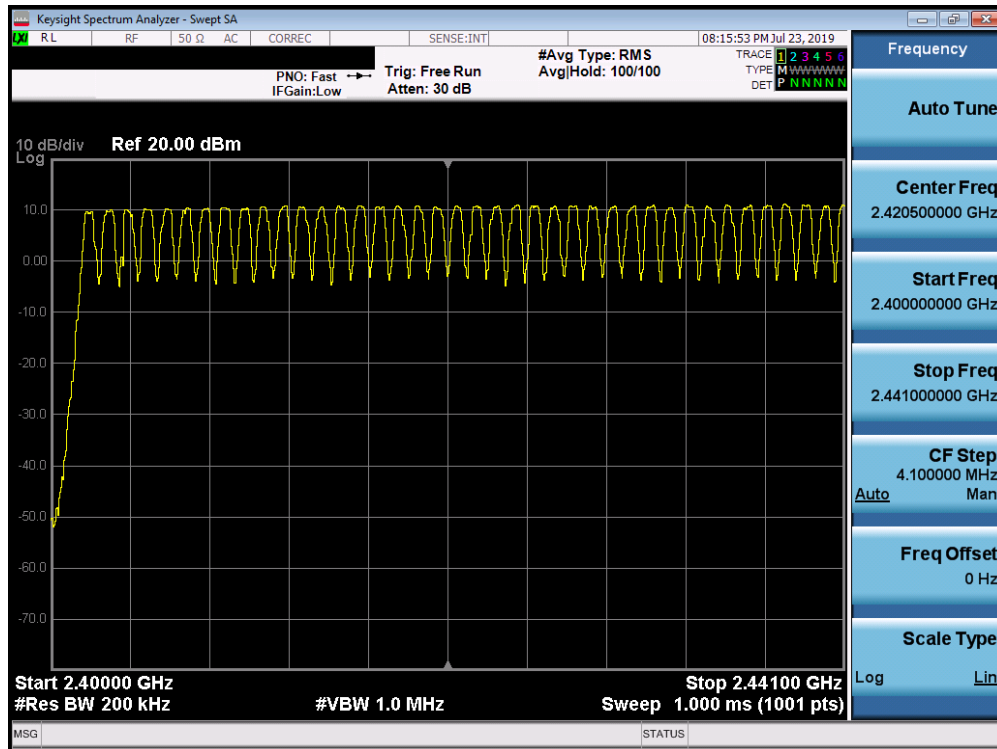 Keysight Spectrum Analyzer - Swept SA
LXI RL RF 50 Ω AC CORREC SENSE:INT 08:15:53 PM Jul 23, 2019
#Avg Type: RMS TRACE 1 2 3 4 5 6
PNO: Fast Trig: Free Run Avg|Hold: 100/100 TYPE M WWWWW
IFGain:Low Atten: 30 dB DET P N N N N N
10 dB/div Ref 20.00 dBm
Log
10.0
0.00
-10.0
-20.0
-30.0
-40.0
-50.0
-60.0
-70.0
Start 2.40000 GHz Stop 2.44100 GHz
#Res BW 200 kHz #VBW 1.0 MHz Sweep 1.000 ms (1001 pts)
MSG STATUS
Frequency
Auto Tune
Center Freq
2.420500000 GHz
Start Freq
2.400000000 GHz
Stop Freq
2.441000000 GHz
CF Step
4.100000 MHz
Auto Man
Freq Offset
0 Hz
Scale Type
Log Lin